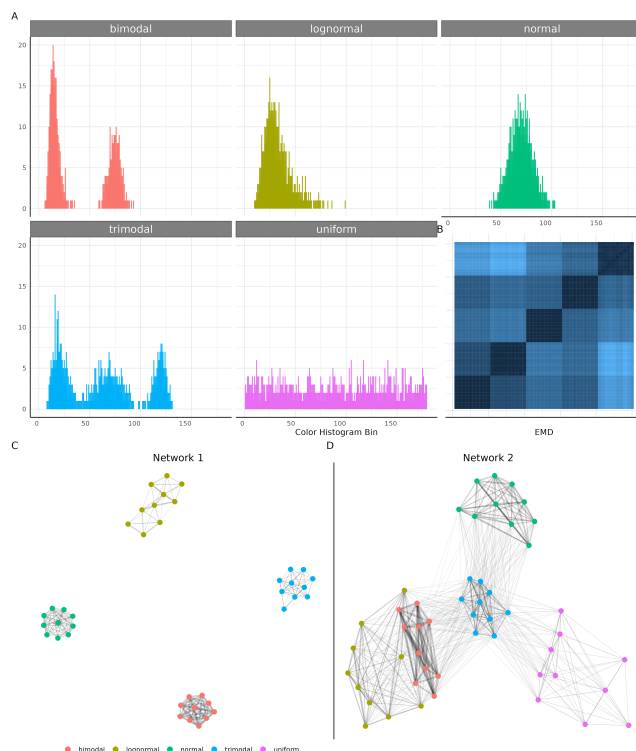 A
bimodal lognormal normal
20
15
10
5
0
0 50 100 150
trimodal uniform B
20
15
10
5
0
0 50 100 150 0 50 100 150
Color Histogram Bin EMD
C D
Network 1 Network 2
bimodal lognormal normal trimodal uniform